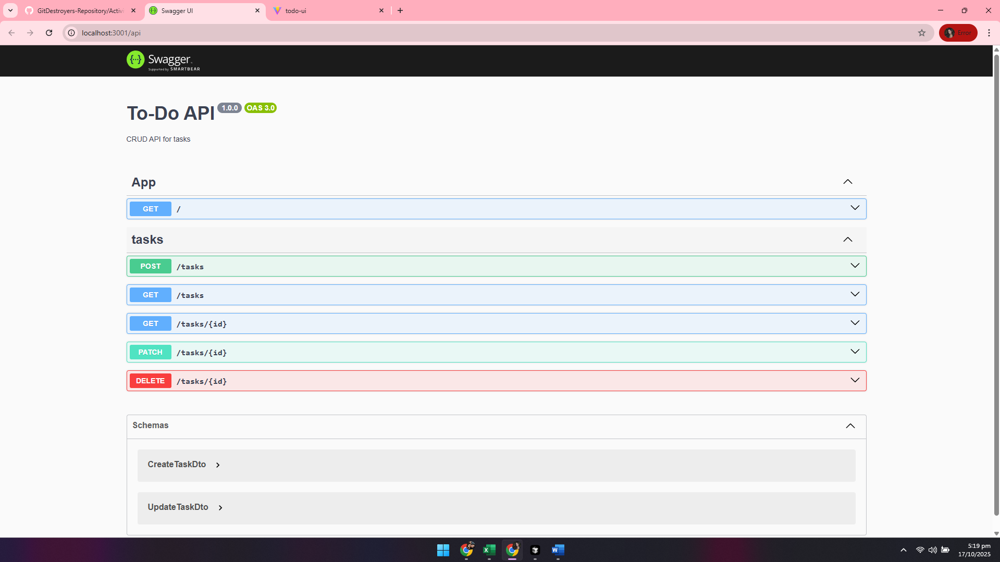 GitDestroyers-Repository/Activi
Swagger UI
todo-ui
localhost:3001/api
Error
Swagger
Supported by SMARTBEAR
To-Do API 1.0.0 OAS 3.0
CRUD API for tasks
App
GET /
tasks
POST /tasks
GET /tasks
GET /tasks/{id}
PATCH /tasks/{id}
DELETE /tasks/{id}
Schemas
CreateTaskDto
UpdateTaskDto
5:19 pm
17/10/2025